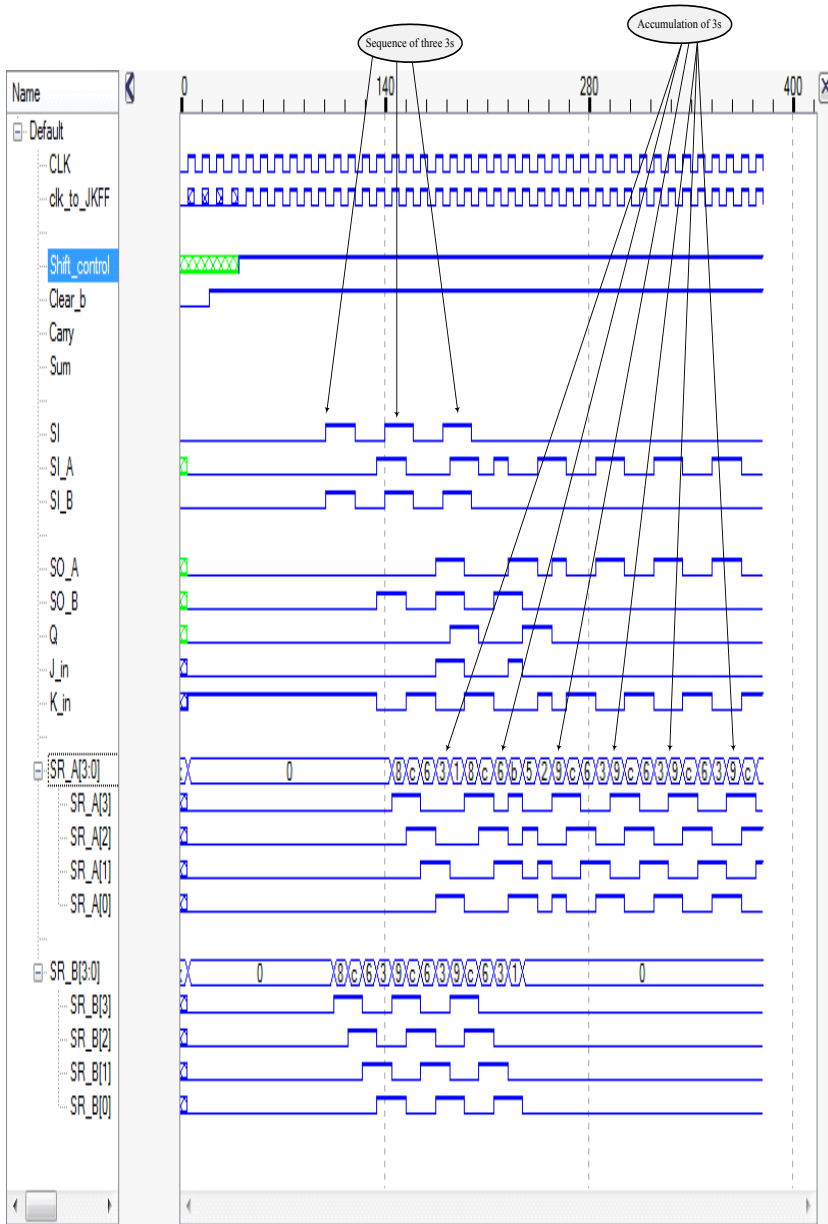 Accumulation of 3s
Sequence of three 3s
Name
0 140 280 400
Default
CLK
clk_to_JKFF
Shift_control
Clear_b
Carry
Sum
SI
SI_A
SI_B
SO_A
SO_B
Q
J_in
K_in
SR_A[3:0] 0 8 c 6 3 1 8 c 6 b 5 2 9 c 6 3 9 c 6 3 9 c 6 3 9 c
SR_A[3]
SR_A[2]
SR_A[1]
SR_A[0]
SR_B[3:0] 0 8 c 6 3 9 c 6 3 9 c 6 3 1 0
SR_B[3]
SR_B[2]
SR_B[1]
SR_B[0]